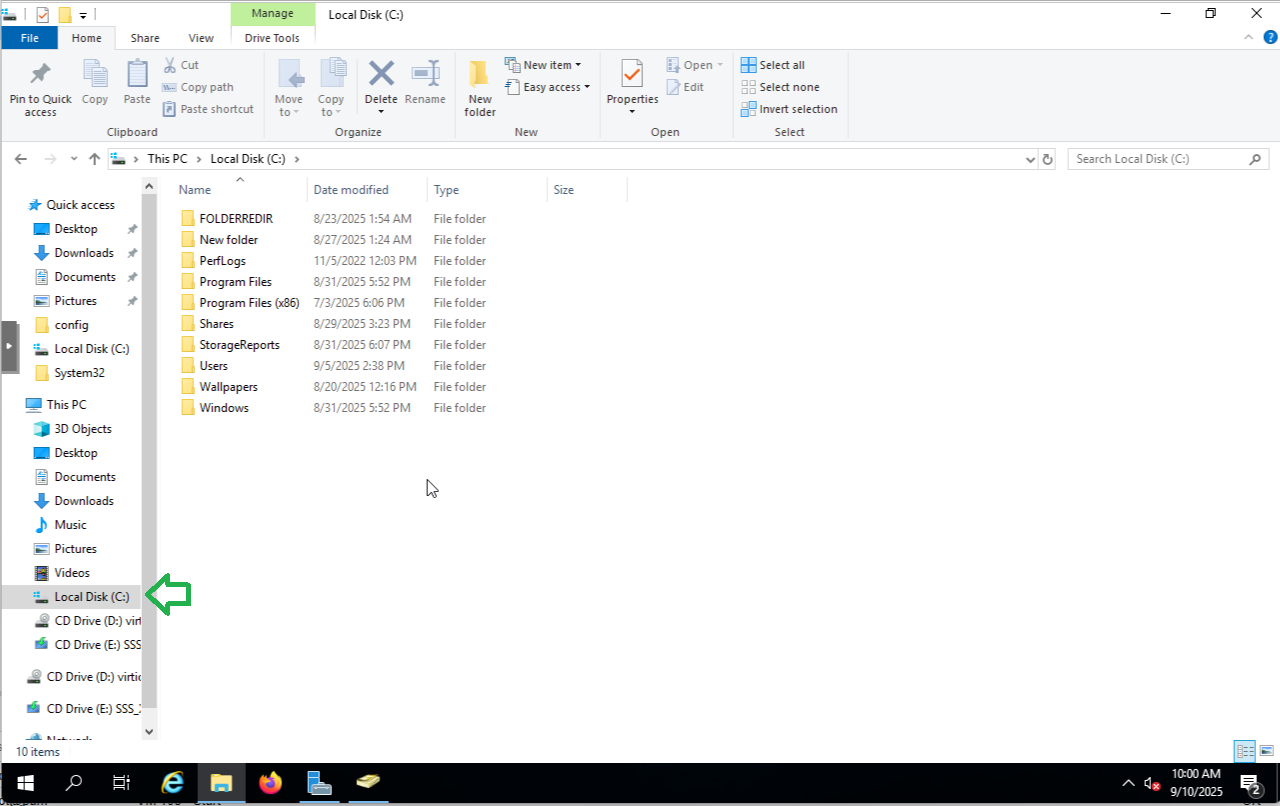 Manage
Local Disk (C:)
File
Home
Share
View
Drive Tools
Pin to Quick access
Copy
Paste
Cut
Copy path
Paste shortcut
Clipboard
Move to
Copy to
Delete
Rename
Organize
New folder
New item
Easy access
New
Properties
Open
Edit
Open
Select all
Select none
Invert selection
Select
This PC > Local Disk (C:) >
Search Local Disk (C:)
Quick access
Desktop
Downloads
Documents
Pictures
config
Local Disk (C:)
System32
This PC
3D Objects
Desktop
Documents
Downloads
Music
Pictures
Videos
Local Disk (C:)
CD Drive (D:) virt
CD Drive (E:) SSS
CD Drive (D:) virtio
CD Drive (E:) SSS_
Network
Name Date modified Type Size
FOLDERREDIR 8/23/2025 1:54 AM File folder
New folder 8/27/2025 1:24 AM File folder
PerfLogs 11/5/2022 12:03 PM File folder
Program Files 8/31/2025 5:52 PM File folder
Program Files (x86) 7/3/2025 6:06 PM File folder
Shares 8/29/2025 3:23 PM File folder
StorageReports 8/31/2025 6:07 PM File folder
Users 9/5/2025 2:38 PM File folder
Wallpapers 8/20/2025 12:16 PM File folder
Windows 8/31/2025 5:52 PM File folder
10 items
10:00 AM
9/10/2025
2